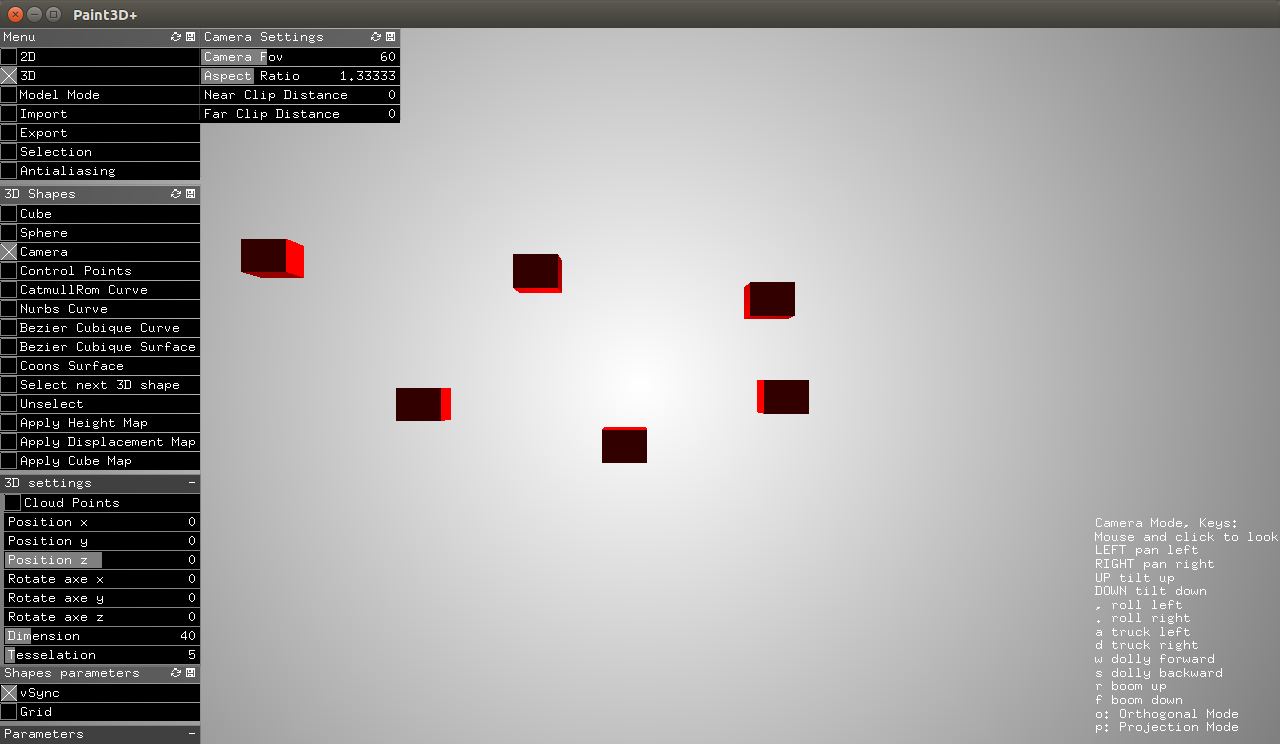 Paint3D+
Menu
2D
3D
Model Mode
Import
Export
Selection
Antialiasing
3D Shapes
Cube
Sphere
Camera
Control Points
CatmullRom Curve
Nurbs Curve
Bezier Cubique Curve
Bezier Cubique Surface
Coons Surface
Select next 3D shape
Unselect
Apply Height Map
Apply Displacement Map
Apply Cube Map
3D settings -
Cloud Points
Position x 0
Position y 0
Position z 0
Rotate axe x 0
Rotate axe y 0
Rotate axe z 0
Dimension 40
Tesselation 5
Shapes parameters
vSync
Grid
Parameters -
Camera Settings
Camera Fov 60
Aspect Ratio 1.33333
Near Clip Distance 0
Far Clip Distance 0
Camera Mode, Keys:
Mouse and click to look
LEFT pan left
RIGHT pan right
UP tilt up
DOWN tilt down
, roll left
. roll right
a truck left
d truck right
w dolly forward
s dolly backward
r boom up
f boom down
o: Orthogonal Mode
p: Projection Mode